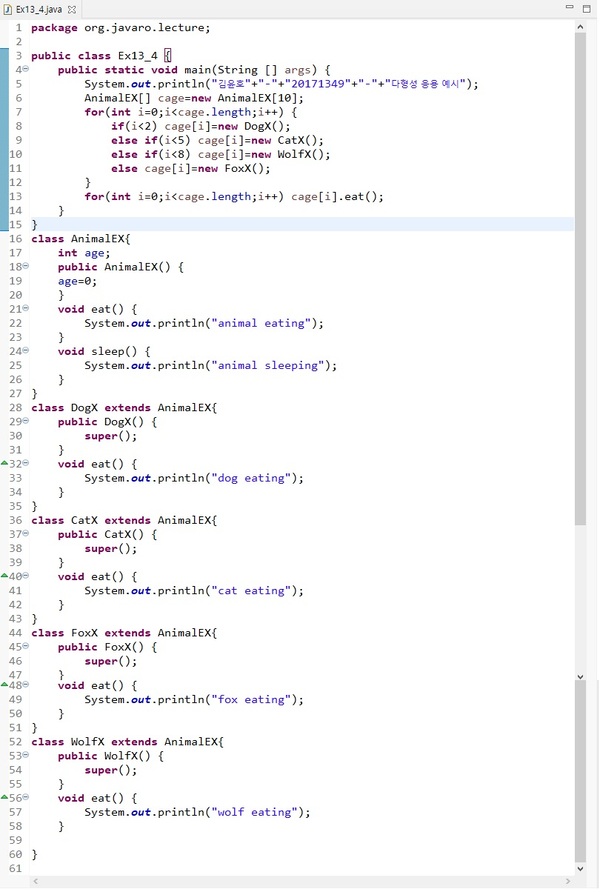 Ex13_4.java
1 package org.javaro.lecture;
2
3 public class Ex13_4 {
4 public static void main(String [] args) {
5 System.out.println("김윤호"+"-"+"20171349"+"-"+"다형성 응용 예시");
6 AnimalEX[] cage=new AnimalEX[10];
7 for(int i=0;i<cage.length;i++) {
8 if(i<2) cage[i]=new DogX();
9 else if(i<5) cage[i]=new CatX();
10 else if(i<8) cage[i]=new WolfX();
11 else cage[i]=new FoxX();
12 }
13 for(int i=0;i<cage.length;i++) cage[i].eat();
14 }
15 }
16 class AnimalEX{
17 int age;
18 public AnimalEX() {
19 age=0;
20 }
21 void eat() {
22 System.out.println("animal eating");
23 }
24 void sleep() {
25 System.out.println("animal sleeping");
26 }
27 }
28 class DogX extends AnimalEX{
29 public DogX() {
30 super();
31 }
32 void eat() {
33 System.out.println("dog eating");
34 }
35 }
36 class CatX extends AnimalEX{
37 public CatX() {
38 super();
39 }
40 void eat() {
41 System.out.println("cat eating");
42 }
43 }
44 class FoxX extends AnimalEX{
45 public FoxX() {
46 super();
47 }
48 void eat() {
49 System.out.println("fox eating");
50 }
51 }
52 class WolfX extends AnimalEX{
53 public WolfX() {
54 super();
55 }
56 void eat() {
57 System.out.println("wolf eating");
58 }
59
60 }
61